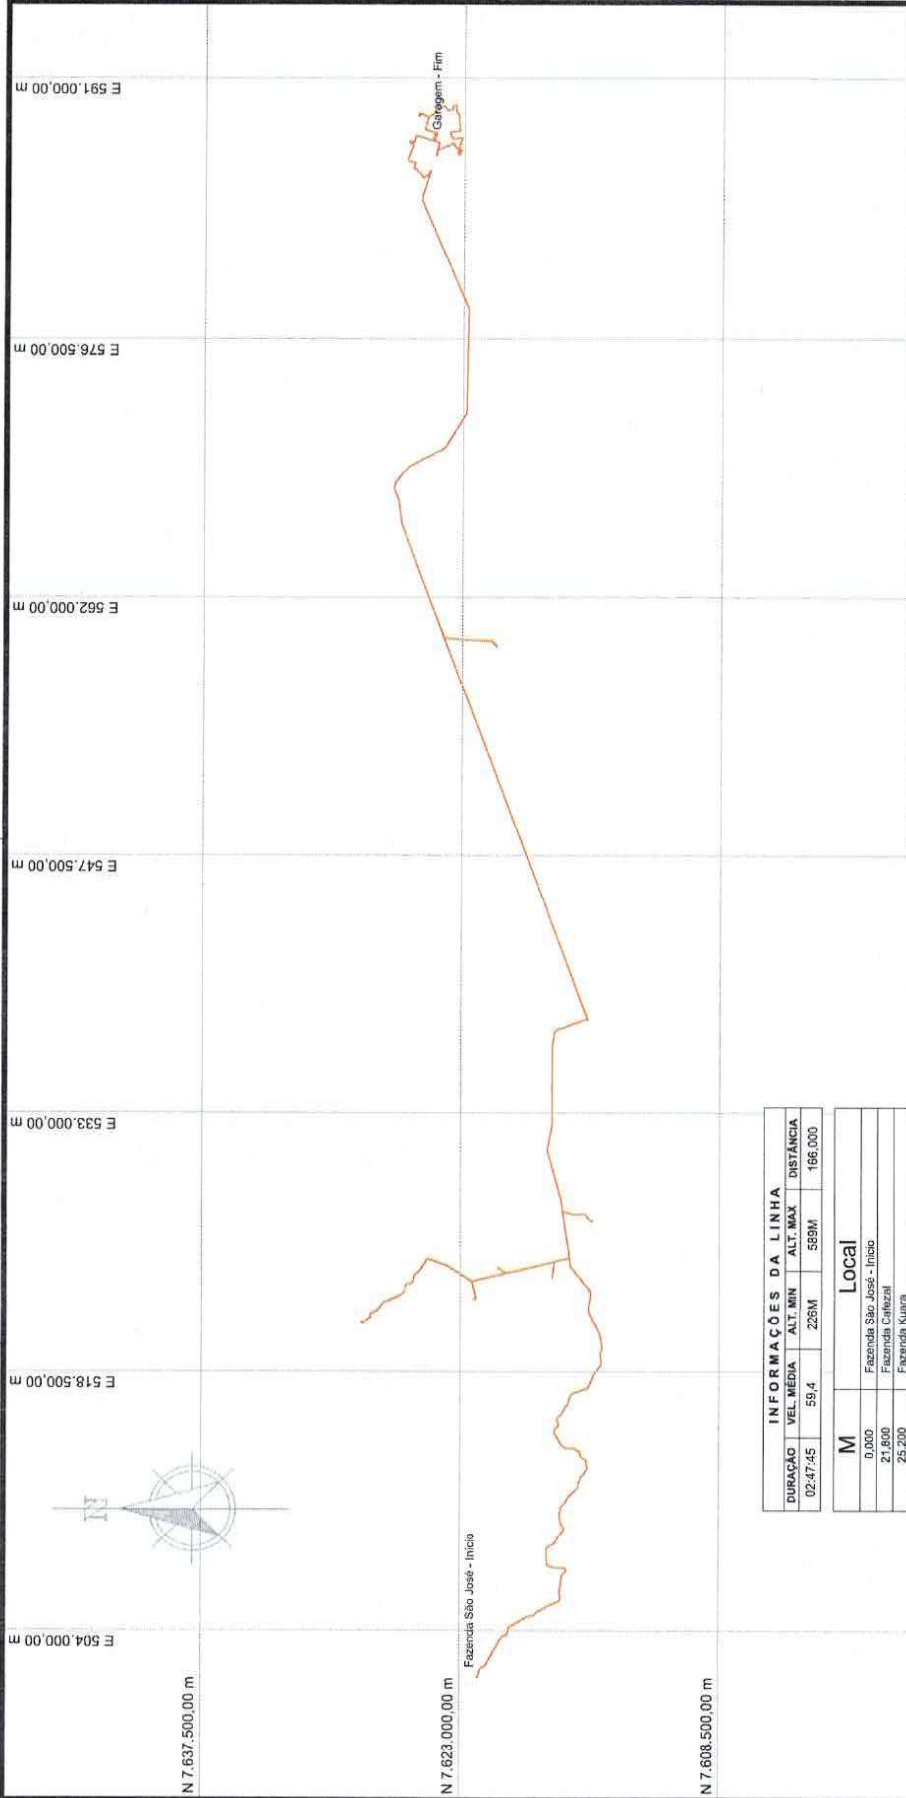 E 591.000,00 m
E 576.500,00 m
E 562.000,00 m
E 547.500,00 m
E 533.000,00 m
E 518.500,00 m
E 504.000,00 m
Garagem - Fim
N
Fazenda São José - Início
N 7.637.500,00 m
N 7.623.000,00 m
N 7.608.500,00 m
INFORMAÇÕES DA LINHA
DURAÇÃO VEL. MÉDIA ALT. MIN ALT. MAX DISTÂNCIA
02:47:45 59,4 226M 589M 166,000
M Local
0,000 Fazenda São José - Início
21,800 Fazenda Cafezal
25,200 Fazenda Kuara